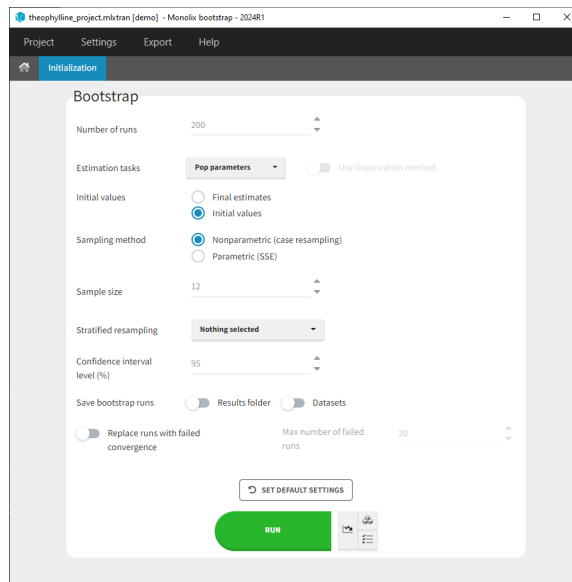 theophylline_project.mlxtran [demo] - Monolix bootstrap - 2024R1
Project Settings Export Help
Initialization
Bootstrap
Number of runs 200
Estimation tasks Pop parameters Use linearization method
Initial values Final estimates
Initial values
Sampling method Nonparametric (case resampling)
Parametric (SSE)
Sample size 12
Stratified resampling Nothing selected
Confidence interval
level (%) 95
Save bootstrap runs Results folder Datasets
Replace runs with failed
convergence
Max number of failed
runs
20
SET DEFAULT SETTINGS
RUN